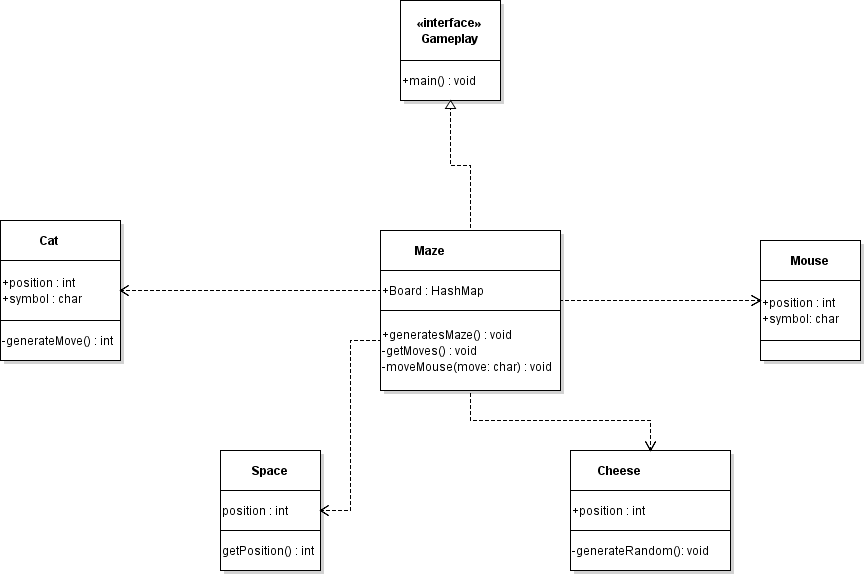 «interface»
Gameplay
+main() : void
Cat
+position : int
+symbol : char
-generateMove() : int
Maze
+Board : HashMap
+generatesMaze() : void
-getMoves() : void
-moveMouse(move: char) : void
Mouse
+position : int
+symbol: char
Space
position : int
getPosition() : int
Cheese
+position : int
-generateRandom(): void